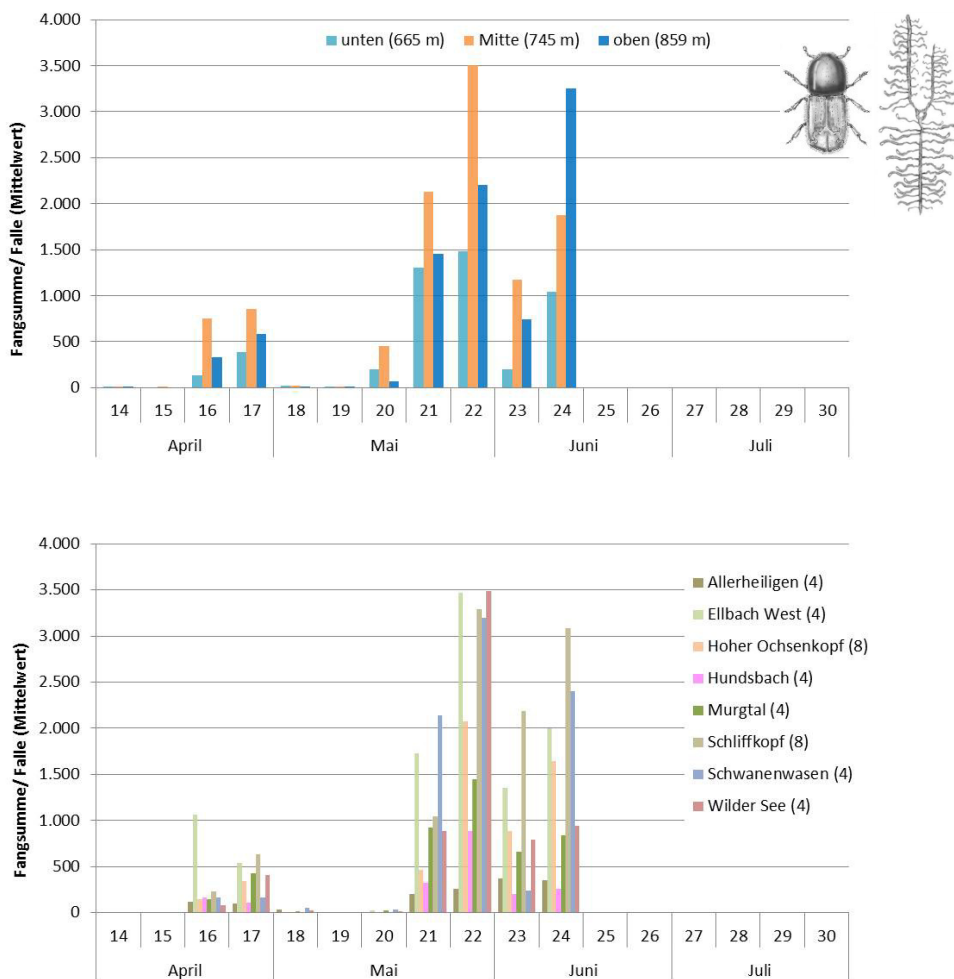 4.000
unten (665 m) Mitte (745 m) oben (859 m)
3.500
3.000
2.500
2.000
1.500
1.000
500
0
Fangsumme/ Falle (Mittelwert)
14 15 16 17 18 19 20 21 22 23 24 25 26 27 28 29 30
April Mai Juni Juli
4.000
3.500
3.000
2.500
2.000
1.500
1.000
500
0
Fangsumme/ Falle (Mittelwert)
Allerheiligen (4)
Ellbach West (4)
Hoher Ochsenkopf (8)
Hundsbach (4)
Murgtal (4)
Schliffkopf (8)
Schwanenwasen (4)
Wilder See (4)
14 15 16 17 18 19 20 21 22 23 24 25 26 27 28 29 30
April Mai Juni Juli